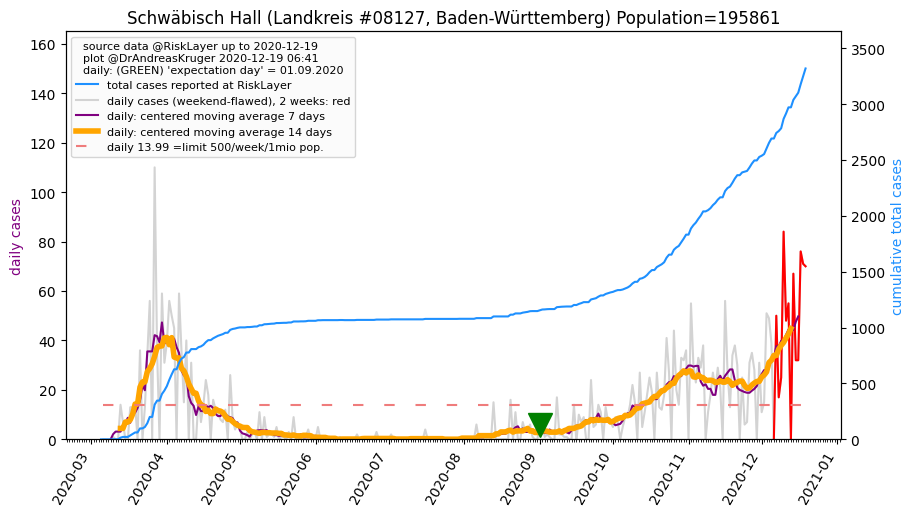 Schwäbisch Hall (Landkreis #08127, Baden-Württemberg) Population=195861
source data @RiskLayer up to 2020-12-19
plot @DrAndreasKruger 2020-12-19 06:41
daily: (GREEN) 'expectation day' = 01.09.2020
total cases reported at RiskLayer
daily cases (weekend-flawed), 2 weeks: red
daily: centered moving average 7 days
daily: centered moving average 14 days
daily 13.99 =limit 500/week/1mio pop.
daily cases
160
140
120
100
80
60
40
20
0
cumulative total cases
3500
3000
2500
2000
1500
1000
500
0
2020-03
2020-04
2020-05
2020-06
2020-07
2020-08
2020-09
2020-10
2020-11
2020-12
2021-01